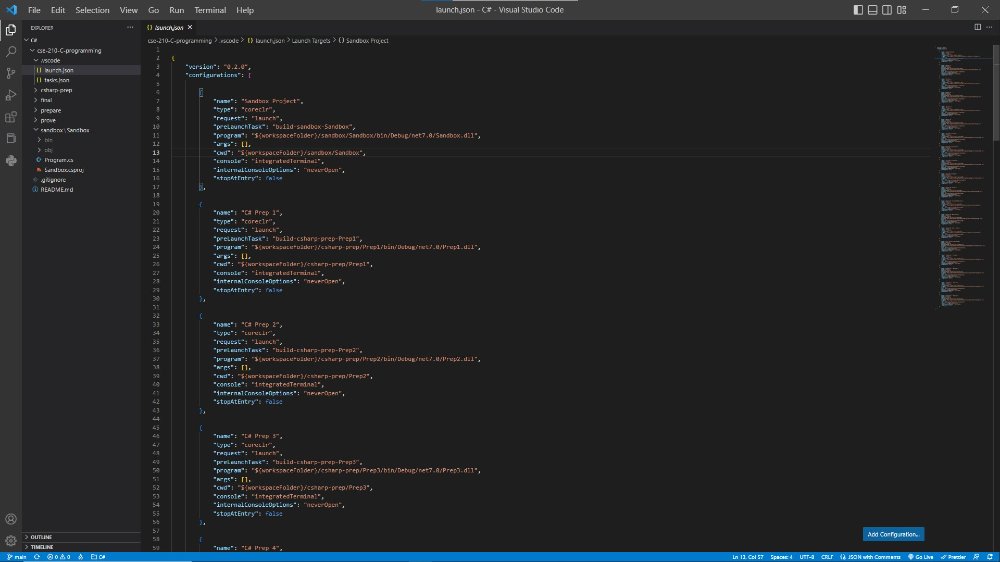 File Edit Selection View Go Run Terminal Help
launch.json - C# - Visual Studio Code
EXPLORER
C#
cse-210-C-programming
.vscode
launch.json
tasks.json
csharp-prep
final
prepare
prove
sandbox\Sandbox
bin
obj
Program.cs
Sandbox.csproj
.gitignore
README.md
OUTLINE
TIMELINE
launch.json
cse-210-C-programming > .vscode > launch.json > Launch Targets > {} Sandbox Project
1
2 {
3 "version": "0.2.0",
4 "configurations": [
5
6 {
7 "name": "Sandbox Project",
8 "type": "coreclr",
9 "request": "launch",
10 "preLaunchTask": "build-sandbox-Sandbox",
11 "program": "${workspaceFolder}/sandbox/Sandbox/bin/Debug/net7.0/Sandbox.dll",
12 "args": [],
13 "cwd": "${workspaceFolder}/sandbox/Sandbox",
14 "console": "integratedTerminal",
15 "internalConsoleOptions": "neverOpen",
16 "stopAtEntry": false
17 },
18
19 {
20 "name": "C# Prep 1",
21 "type": "coreclr",
22 "request": "launch",
23 "preLaunchTask": "build-csharp-prep-Prep1",
24 "program": "${workspaceFolder}/csharp-prep/Prep1/bin/Debug/net7.0/Prep1.dll",
25 "args": [],
26 "cwd": "${workspaceFolder}/csharp-prep/Prep1",
27 "console": "integratedTerminal",
28 "internalConsoleOptions": "neverOpen",
29 "stopAtEntry": false
30 },
31
32 {
33 "name": "C# Prep 2",
34 "type": "coreclr",
35 "request": "launch",
36 "preLaunchTask": "build-csharp-prep-Prep2",
37 "program": "${workspaceFolder}/csharp-prep/Prep2/bin/Debug/net7.0/Prep2.dll",
38 "args": [],
39 "cwd": "${workspaceFolder}/csharp-prep/Prep2",
40 "console": "integratedTerminal",
41 "internalConsoleOptions": "neverOpen",
42 "stopAtEntry": false
43 },
44
45 {
46 "name": "C# Prep 3",
47 "type": "coreclr",
48 "request": "launch",
49 "preLaunchTask": "build-csharp-prep-Prep3",
50 "program": "${workspaceFolder}/csharp-prep/Prep3/bin/Debug/net7.0/Prep3.dll",
51 "args": [],
52 "cwd": "${workspaceFolder}/csharp-prep/Prep3",
53 "console": "integratedTerminal",
54 "internalConsoleOptions": "neverOpen",
55 "stopAtEntry": false
56 },
57
58 {
59 "name": "C# Prep 4",
Add Configuration...
main 0 0 C# Ln 13, Col 57 Spaces: 4 UTF-8 CRLF JSON with Comments Go Live Prettier